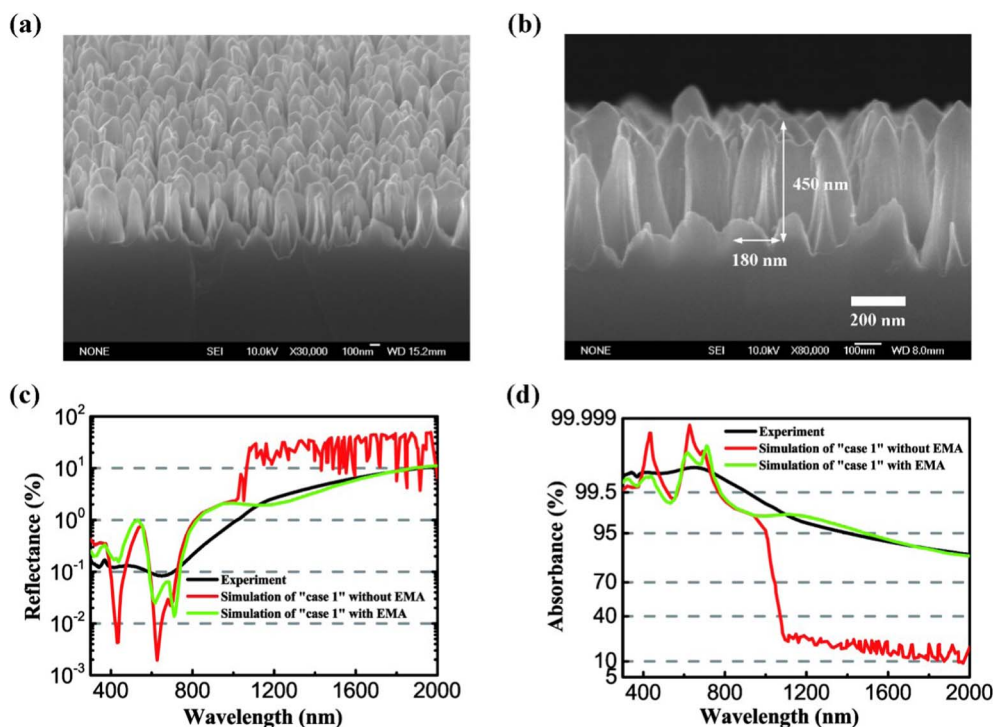 (a)
(b)
450 nm
180 nm
200 nm
NONE SEI 10.0kV X30,000 100nm WD 15.2mm
NONE SEI 10.0kV X80,000 100nm WD 8.0mm
(c)
(d)
10²
10¹
10⁰
10⁻¹
10⁻²
10⁻³
Reflectance (%)
Experiment
Simulation of "case 1" without EMA
Simulation of "case 1" with EMA
400 800 1200 1600 2000
Wavelength (nm)
99.999
99.5
95
70
40
10
5
Absorbance (%)
Experiment
Simulation of "case 1" without EMA
Simulation of "case 1" with EMA
400 800 1200 1600 2000
Wavelength (nm)